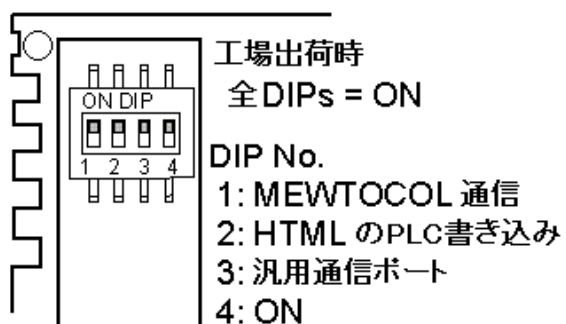 工場出荷時
全DIPs = ON
ON DIP
1 2 3 4
DIP No.
1: MEWTOCOL 通信
2: HTML のPLC書き込み
3: 汎用通信ポート
4: ON